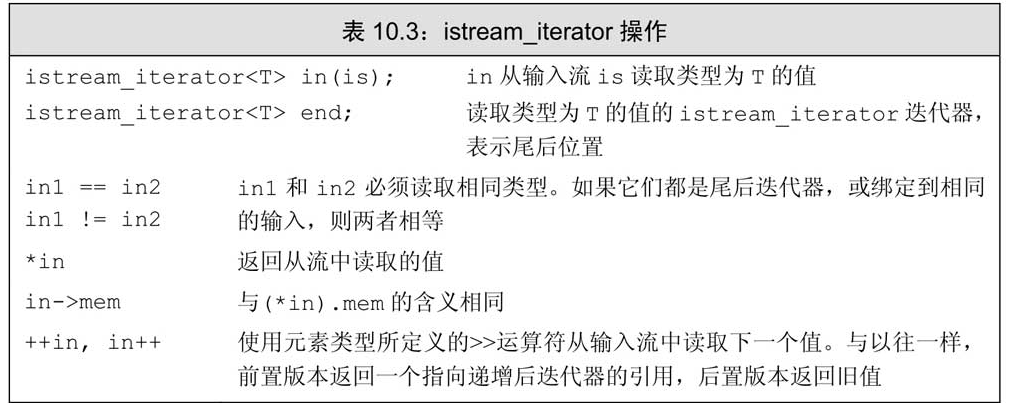 表 10.3：istream_iterator 操作
istream_iterator<T> in(is); in 从输入流 is 读取类型为 T 的值
istream_iterator<T> end; 读取类型为 T 的值的 istream_iterator 迭代器，
表示尾后位置
in1 == in2 in1 和 in2 必须读取相同类型。如果它们都是尾后迭代器，或绑定到相同
in1 != in2 的输入，则两者相等
*in 返回从流中读取的值
in->mem 与(*in).mem 的含义相同
++in, in++ 使用元素类型所定义的>>运算符从输入流中读取下一个值。与以往一样，
前置版本返回一个指向递增后迭代器的引用，后置版本返回旧值